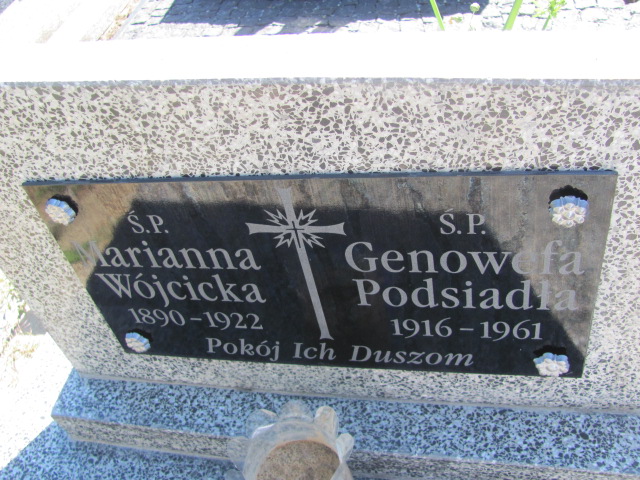 Ś.P.
Marianna
Wójcicka
1890-1922
Ś.P.
Genowefa
Podsiadła
1916-1961
Pokój Ich Duszom